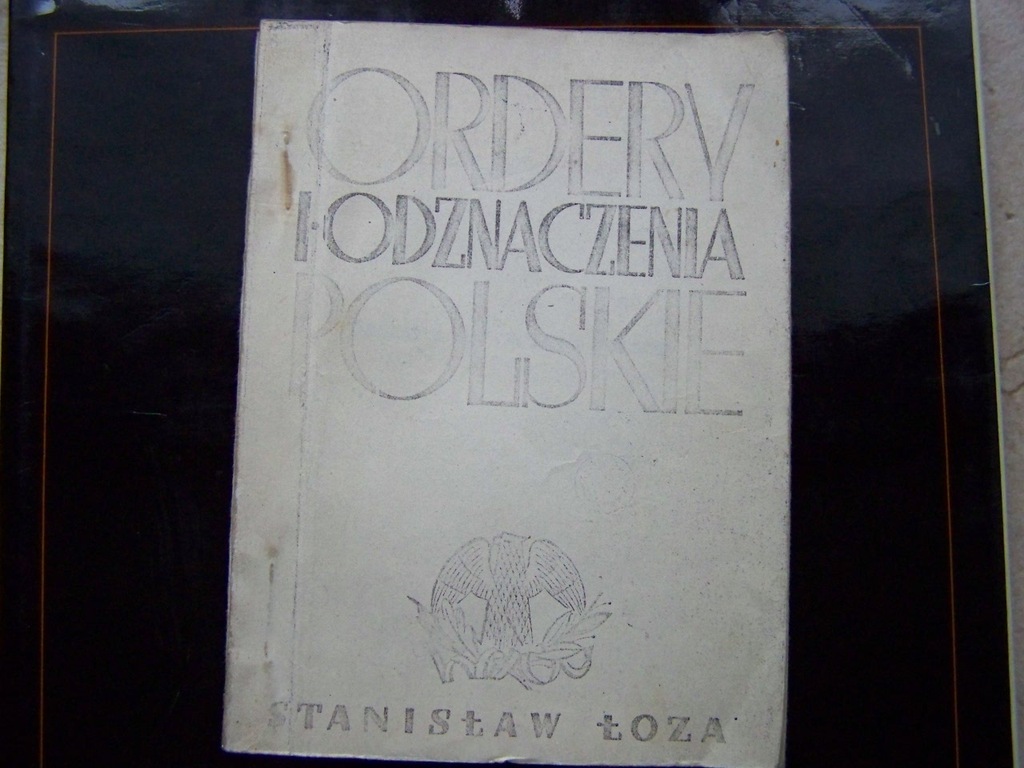 ORDERY
I ODZNACZENIA
POLSKIE
STANISŁAW ŁOZA